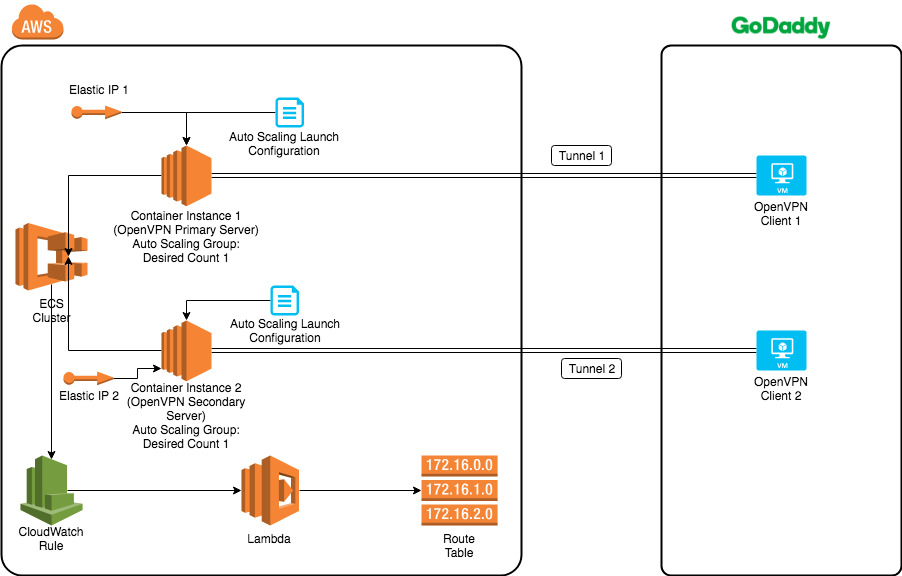 AWS
GoDaddy
Elastic IP 1
Auto Scaling Launch
Configuration
Tunnel 1
VM
OpenVPN
Client 1
Container Instance 1
(OpenVPN Primary Server)
Auto Scaling Group:
Desired Count 1
ECS
Cluster
Auto Scaling Launch
Configuration
Tunnel 2
VM
OpenVPN
Client 2
Elastic IP 2
Container Instance 2
(OpenVPN Secondary
Server)
Auto Scaling Group:
Desired Count 1
172.16.0.0
172.16.1.0
172.16.2.0
CloudWatch
Rule
Lambda
Route
Table